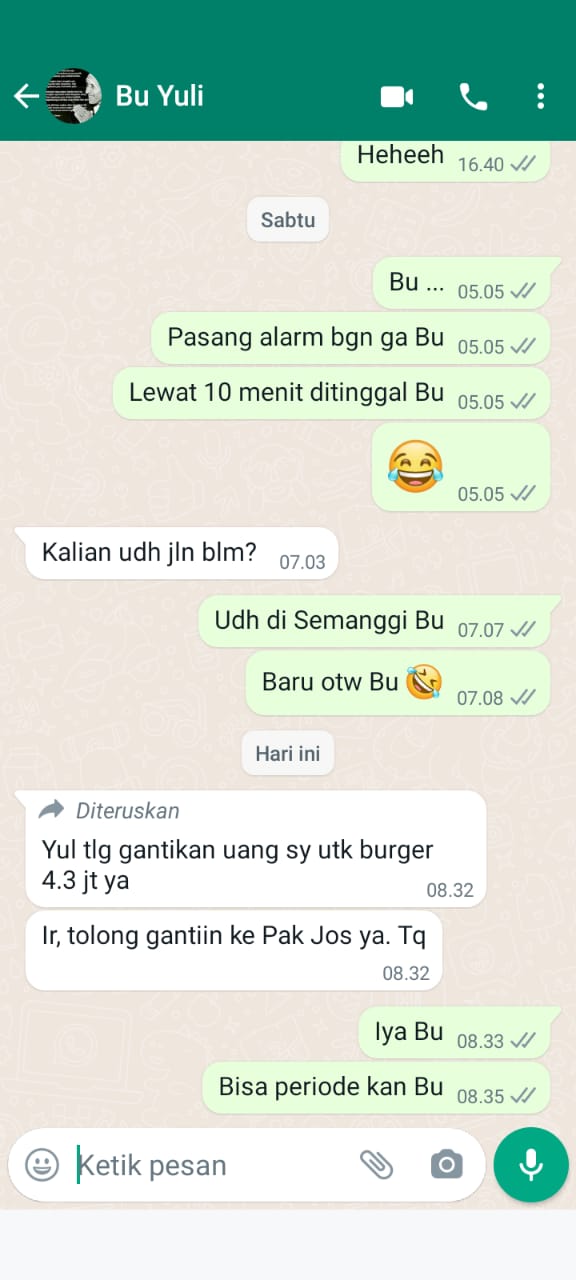 Bu Yuli
Heheeh 16.40
Sabtu
Bu ... 05.05
Pasang alarm bgn ga Bu 05.05
Lewat 10 menit ditinggal Bu 05.05
05.05
Kalian udh jln blm? 07.03
Udh di Semanggi Bu 07.07
Baru otw Bu 🤣 07.08
Hari ini
Diteruskan
Yul tlg gantikan uang sy utk burger
4.3 jt ya
08.32
Ir, tolong gantiin ke Pak Jos ya. Tq
08.32
Iya Bu 08.33
Bisa periode kan Bu 08.35
Ketik pesan